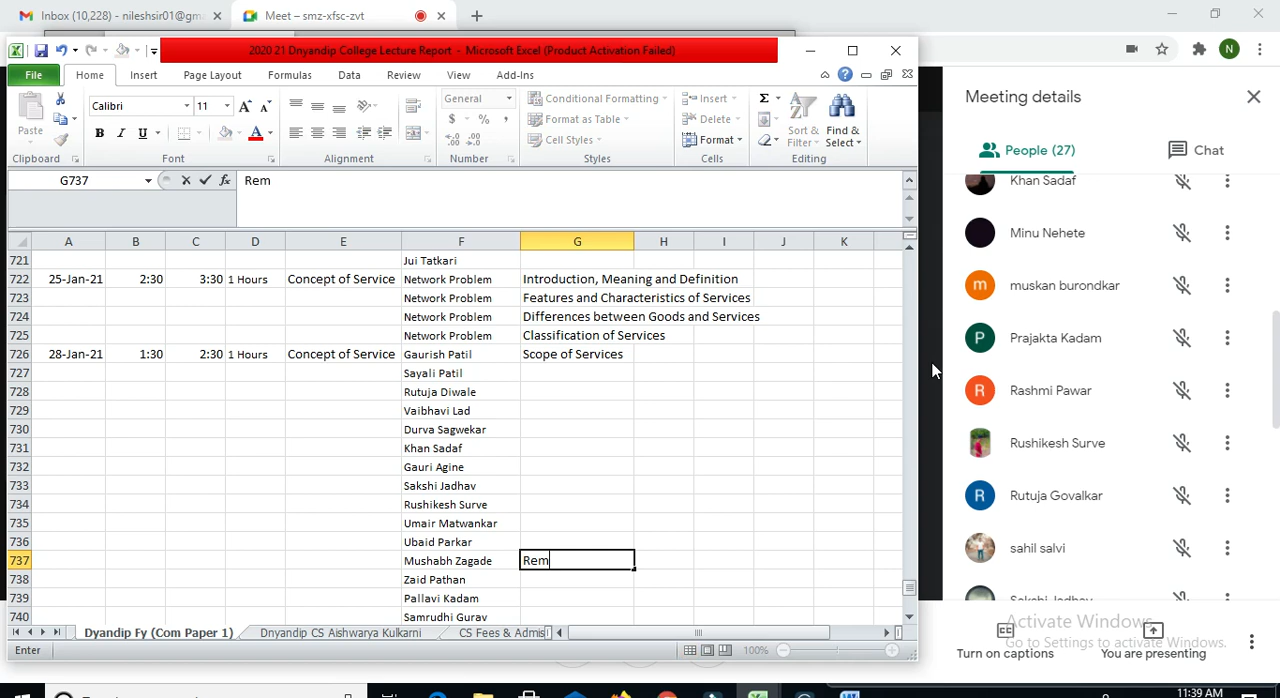 Inbox (10,228) - nileshsir01@gm
Meet – smz-xfsc-zvt
2020 21 Dnyandip College Lecture Report - Microsoft Excel (Product Activation Failed)
File Home Insert Page Layout Formulas Data Review View Add-Ins
N
Paste
Calibri 11
B I U
General
$ % ,
Conditional Formatting
Format as Table
Cell Styles
Insert
Delete
Format
Sort & Filter
Find & Select
Clipboard Font Alignment Number Styles Cells Editing
G737 fx Rem
A B C D E F G H I J K
721 Jui Tatkari
722 25-Jan-21 2:30 3:30 1 Hours Concept of Service Network Problem Introduction, Meaning and Definition
723 Network Problem Features and Characteristics of Services
724 Network Problem Differences between Goods and Services
725 Network Problem Classification of Services
726 28-Jan-21 1:30 2:30 1 Hours Concept of Service Gaurish Patil Scope of Services
727 Sayali Patil
728 Rutuja Diwale
729 Vaibhavi Lad
730 Durva Sagwekar
731 Khan Sadaf
732 Gauri Agine
733 Sakshi Jadhav
734 Rushikesh Surve
735 Umair Matwankar
736 Ubaid Parkar
737 Mushabh Zagade Rem
738 Zaid Pathan
739 Pallavi Kadam
740 Samrudhi Gurav
Dyandip Fy (Com Paper 1) Dnyandip CS Aishwarya Kulkarni CS Fees & Admis
Enter 100%
Meeting details
People (27) Chat
Khan Sadaf
Minu Nehete
m muskan burondkar
P Prajakta Kadam
R Rashmi Pawar
Rushikesh Surve
R Rutuja Govalkar
sahil salvi
Sakshi Jadhav
Activate Windows
Go to Settings to activate Windows.
Turn on captions
You are presenting
11:39 AM